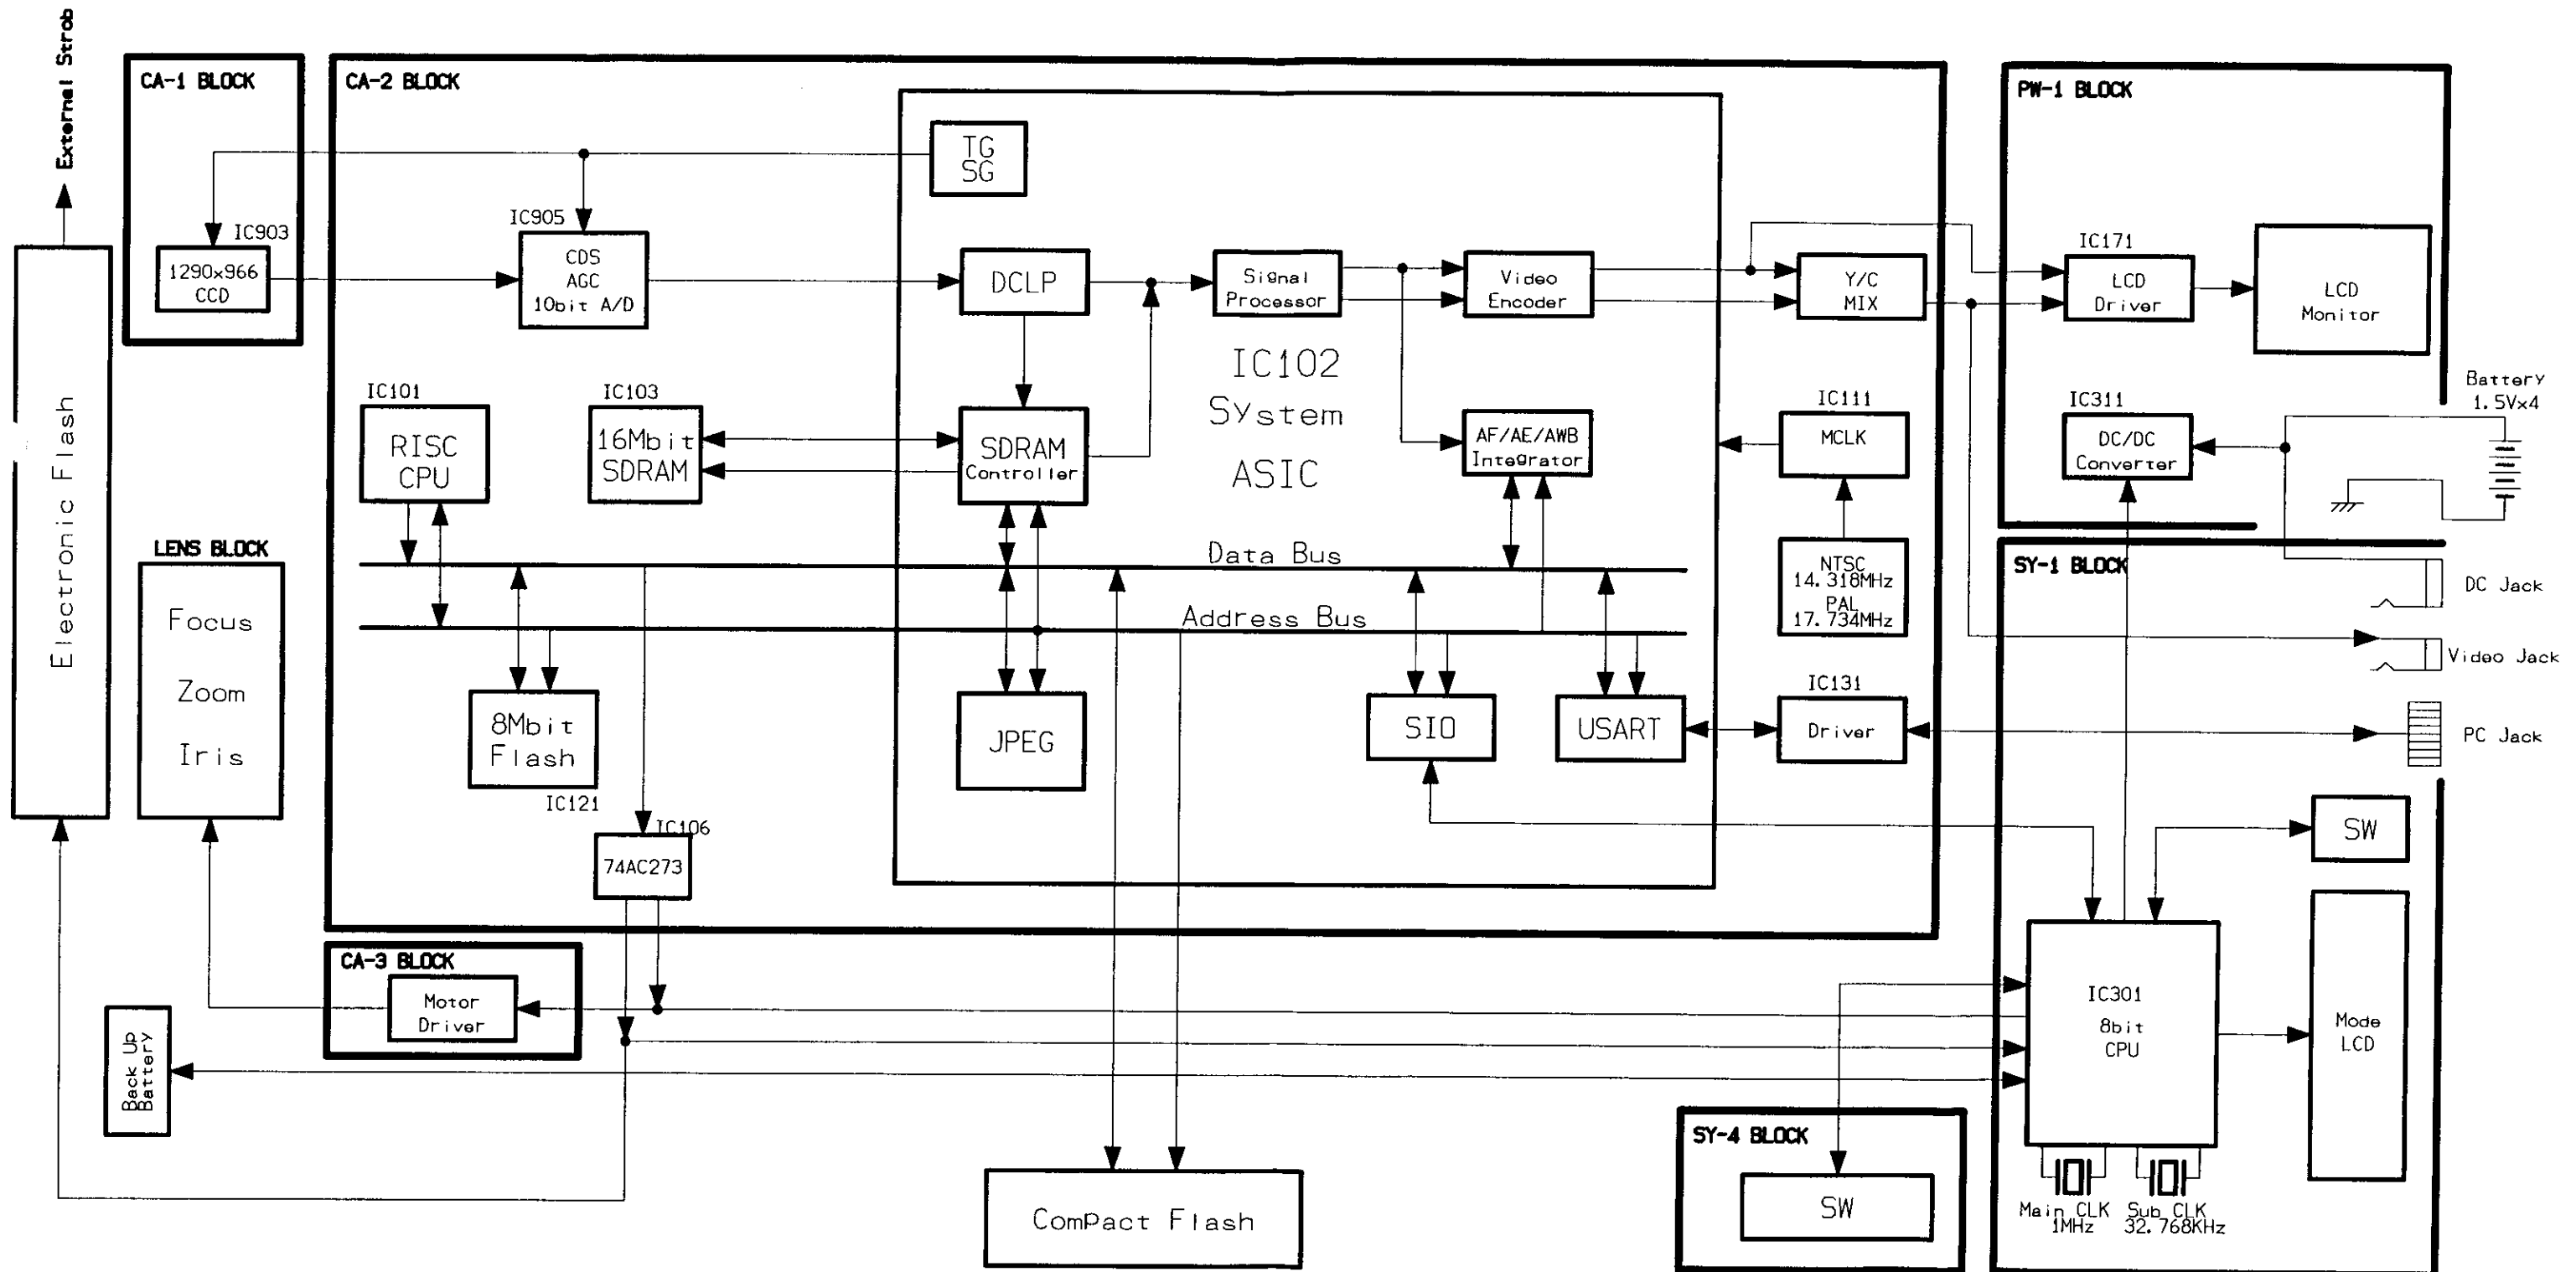 External Strob
CA-1 BLOCK
IC903
1290x966
CCD
CA-2 BLOCK
TG
SG
IC905
CDS
AGC
10bit A/D
DCLP
Signal
Processor
Video
Encoder
Y/C
MIX
PW-1 BLOCK
IC171
LCD
Driver
LCD
Monitor
Electronic Flash
IC101
RISC
CPU
IC103
16Mbit
SDRAM
SDRAM
Controller
IC102
System
ASIC
AF/AE/AWB
Integrator
IC111
MCLK
IC311
DC/DC
Converter
Battery
1.5Vx4
LENS BLOCK
Focus
Zoom
Iris
Data Bus
Address Bus
NTSC
14.318MHz
PAL
17.734MHz
SY-1 BLOCK
DC Jack
Video Jack
PC Jack
8Mbit
Flash
IC121
JPEG
SIO
USART
IC131
Driver
IC106
74AC273
SW
CA-3 BLOCK
Motor
Driver
Back Up
Battery
IC301
8bit
CPU
Mode
LCD
Main CLK
1MHz
Sub CLK
32.768KHz
SY-4 BLOCK
SW
Compact Flash